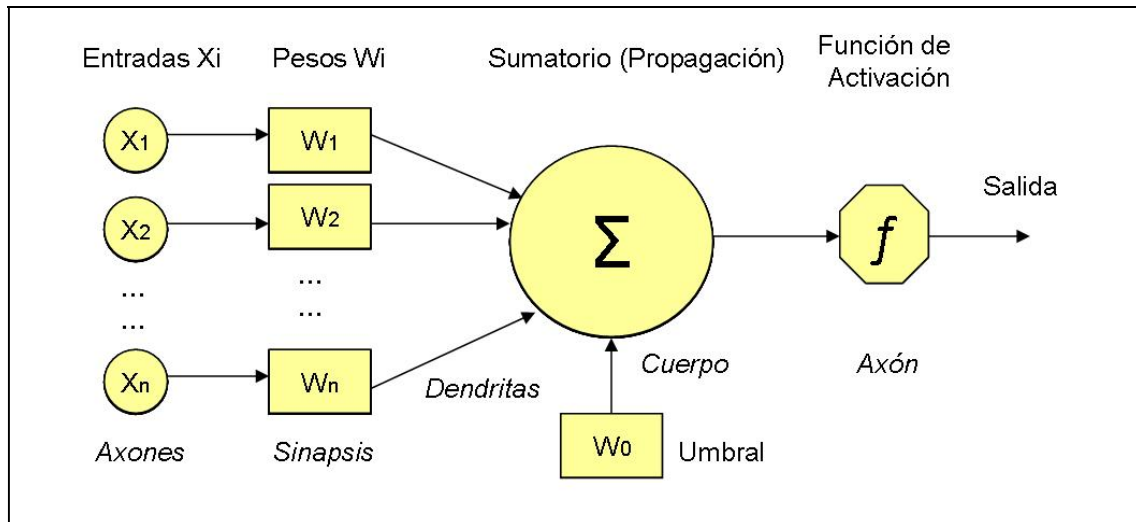 Entradas Xi
Pesos Wi
Sumatorio (Propagación)
Función de
Activación
X1
W1
X2
W2
...
...
...
...
Xn
Wn
Σ
f
Salida
Dendritas
Cuerpo
Axón
Axones
Sinapsis
W0
Umbral